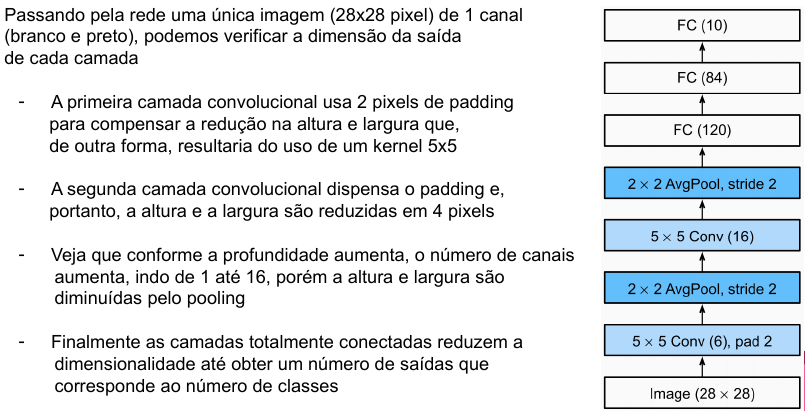 Passando pela rede uma única imagem (28x28 pixel) de 1 canal
(branco e preto), podemos verificar a dimensão da saída
de cada camada
- A primeira camada convolucional usa 2 pixels de padding
para compensar a redução na altura e largura que,
de outra forma, resultaria do uso de um kernel 5x5
- A segunda camada convolucional dispensa o padding e,
portanto, a altura e a largura são reduzidas em 4 pixels
- Veja que conforme a profundidade aumenta, o número de canais
aumenta, indo de 1 até 16, porém a altura e largura são
diminuídas pelo pooling
- Finalmente as camadas totalmente conectadas reduzem a
dimensionalidade até obter um número de saídas que
corresponde ao número de classes
FC (10)
FC (84)
FC (120)
2 × 2 AvgPool, stride 2
5 × 5 Conv (16)
2 × 2 AvgPool, stride 2
5 × 5 Conv (6), pad 2
Image (28 × 28)